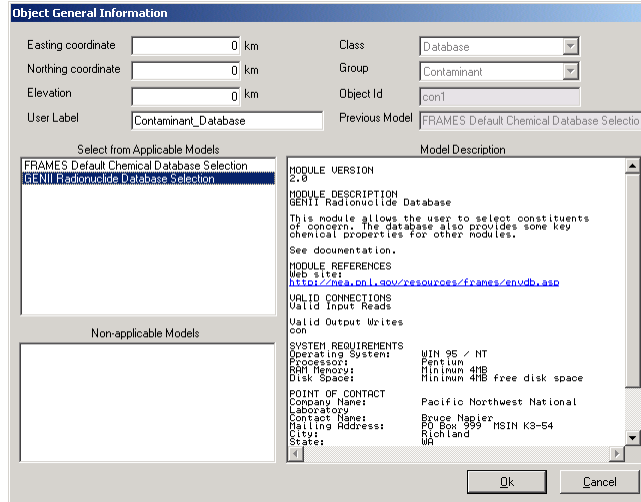 Object General Information
Easting coordinate 0 km
Class Database
Northing coordinate 0 km
Group Contaminant
Elevation 0 km
Object Id con1
User Label Contaminant_Database
Previous Model FRAMES Default Chemical Database Selectio
Select from Applicable Models
FRAMES Default Chemical Database Selection
GENII Radionuclide Database Selection
Non-applicable Models
Model Description
MODULE VERSION
2.0
MODULE DESCRIPTION
GENII Radionuclide Database
This module allows the user to select constituents
of concern. The database also provides some key
chemical properties for other modules.
See documentation.
MODULE REFERENCES
Web site:
http://mea.pnl.gov/resources/frames/envdb.asp
VALID CONNECTIONS
Valid Input Reads
Valid Output Writes
con
SYSTEM REQUIREMENTS
Operating System: WIN 95 / NT
Processor: Pentium
RAM Memory: Minimum 4MB
Disk Space: Minimum 4MB free disk space
POINT OF CONTACT
Company Name: Pacific Northwest National
Laboratory
Contact Name: Bruce Napier
Mailing Address: PO Box 999 MSIN K3-54
City: Richland
State: WA
Ok
Cancel